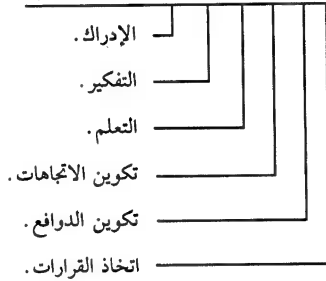 الإدراك.
التفكير.
التعلم.
تكوين الاتجاهات.
تكوين الدوافع.
اتخاذ القرارات.